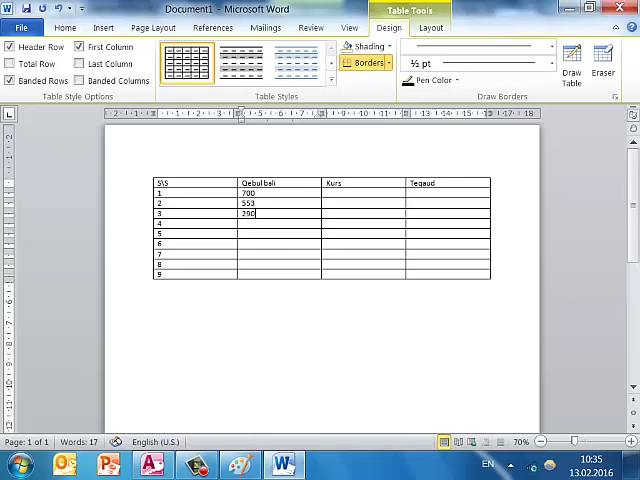 Document1 - Microsoft Word
Table Tools
File Home Insert Page Layout References Mailings Review View Design Layout
Header Row First Column
Total Row Last Column
Banded Rows Banded Columns
Shading
Borders
½ pt
Pen Color
Draw Table
Eraser
Table Style Options Table Styles Draw Borders
S\S Qebul bali Kurs Teqaud
1 700
2 553
3 290
4
5
6
7
8
9
Page: 1 of 1 Words: 17 English (U.S.) 70%
EN 10:35
13.02.2016